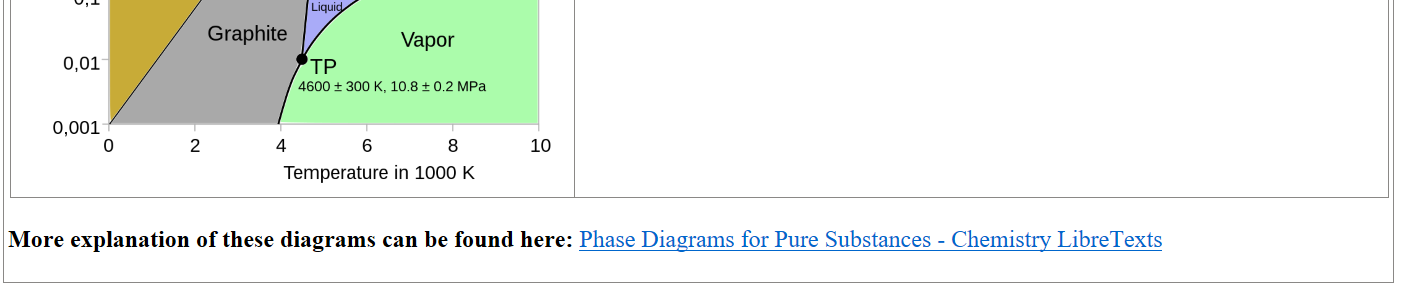 0,1
Liquid
Graphite
Vapor
0,01
TP
4600 ± 300 K, 10.8 ± 0.2 MPa
0,001
0 2 4 6 8 10
Temperature in 1000 K
More explanation of these diagrams can be found here: Phase Diagrams for Pure Substances - Chemistry LibreTexts